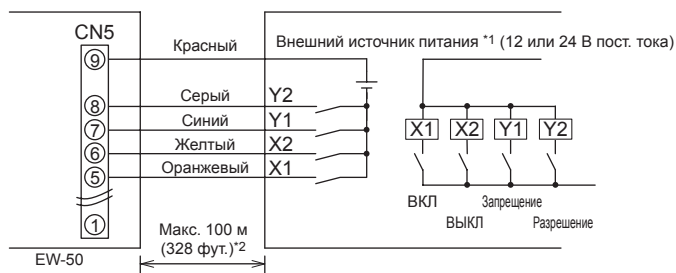 CN5
Красный
Внешний источник питания *1 (12 или 24 В пост. тока)
9
Серый
Y2
8
Синий
Y1
7
Желтый
X2
6
Оранжевый
X1
5
1
X1 X2 Y1 Y2
ВКЛ
Запрещение
ВЫКЛ
Разрешение
Макс. 100 м
(328 фут.)*2
EW-50